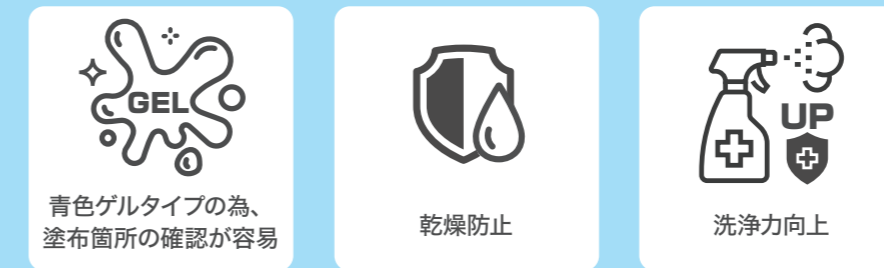 GEL
青色ゲルタイプの為、
塗布箇所の確認が容易
乾燥防止
UP
洗浄力向上